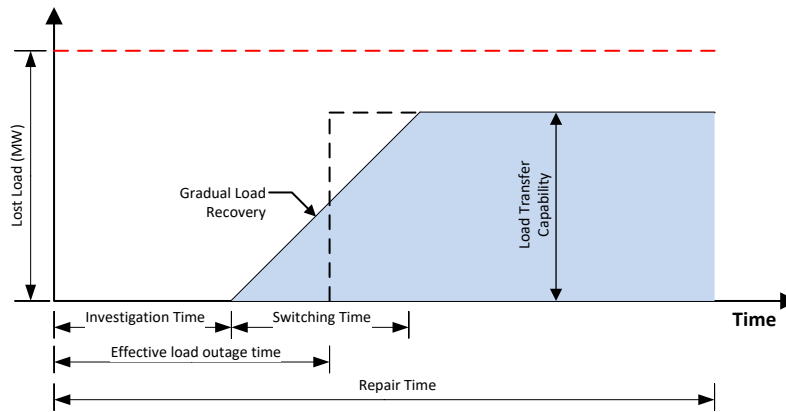 Lost Load (MW)
Gradual Load
Recovery
Load Transfer
Capability
Investigation Time
Switching Time
Time
Effective load outage time
Repair Time